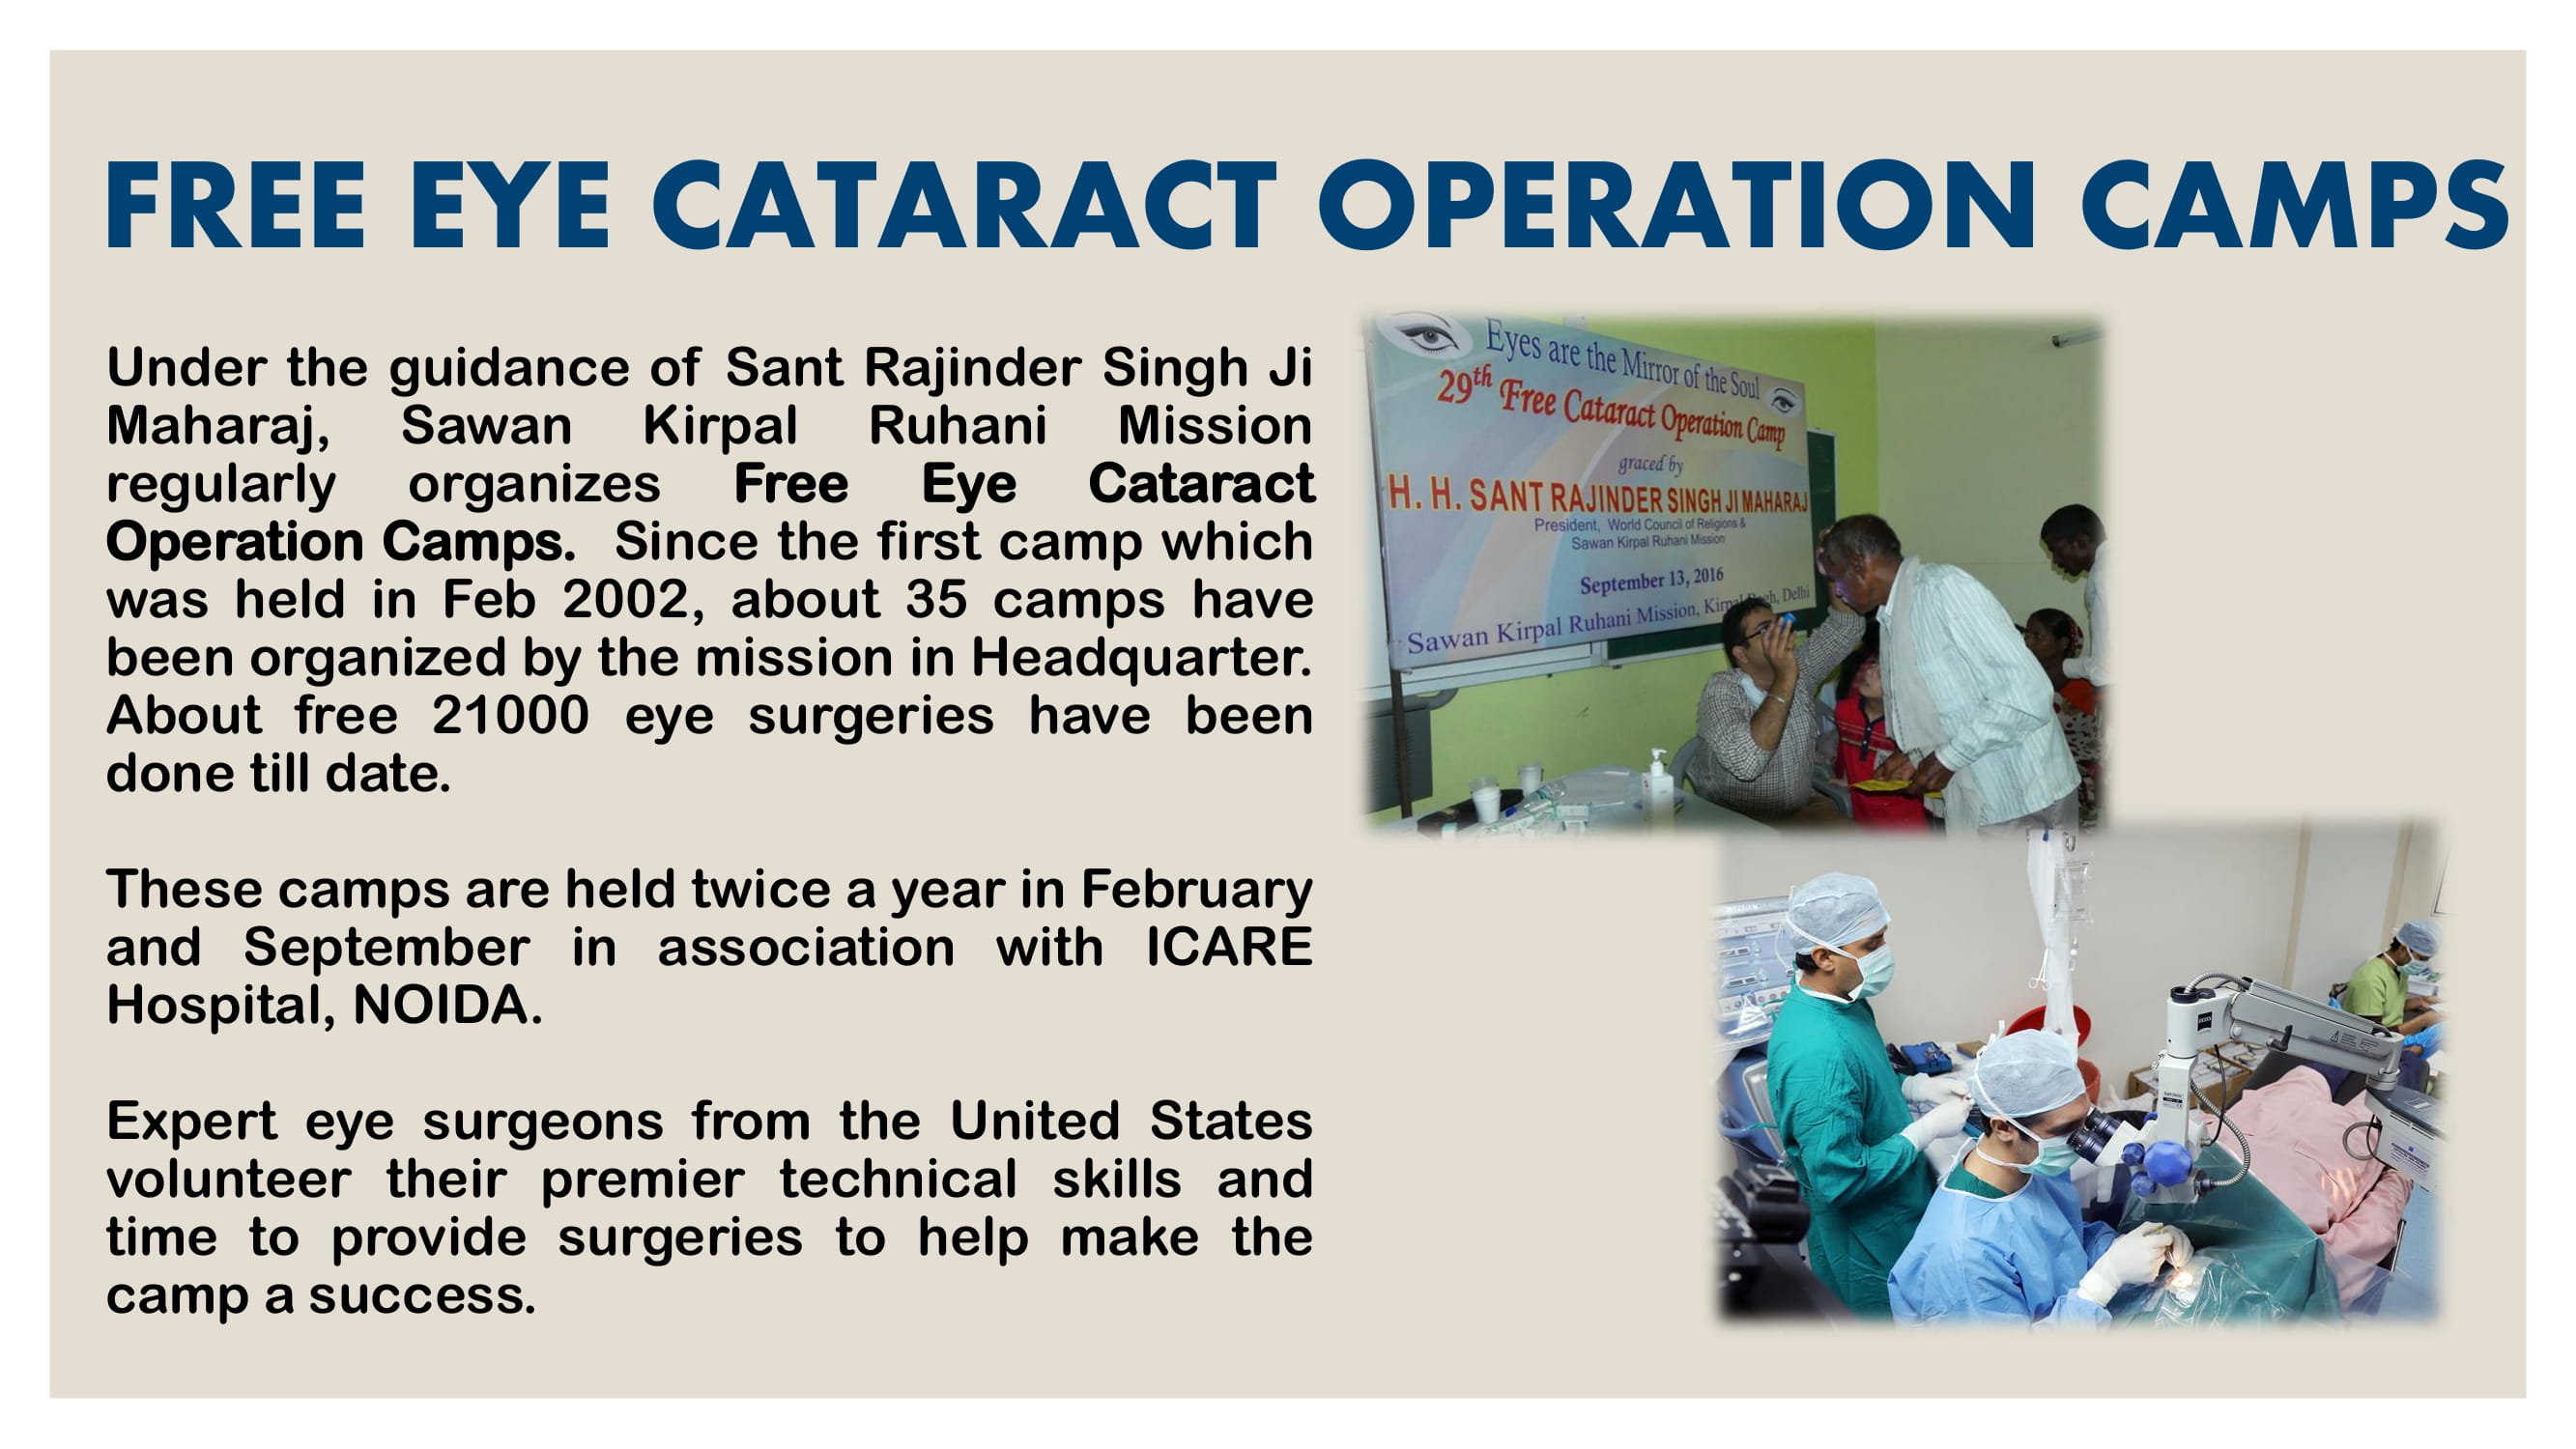 FREE EYE CATARACT OPERATION CAMPS
Under the guidance of Sant Rajinder Singh Ji
Maharaj, Sawan Kirpal Ruhani Mission
regularly organizes Free Eye Cataract
Operation Camps. Since the first camp which
was held in Feb 2002, about 35 camps have
been organized by the mission in Headquarter.
About free 21000 eye surgeries have been
done till date.
These camps are held twice a year in February
and September in association with ICARE
Hospital, NOIDA.
Expert eye surgeons from the United States
volunteer their premier technical skills and
time to provide surgeries to help make the
camp a success.
Eyes are the Mirror of the Soul
29th Free Cataract Operation Camp
graced by
H. H. SANT RAJINDER SINGH JI MAHARAJ
President, World Council of Religions &
Sawan Kirpal Ruhani Mission
September 13, 2016
Sawan Kirpal Ruhani Mission, Delhi